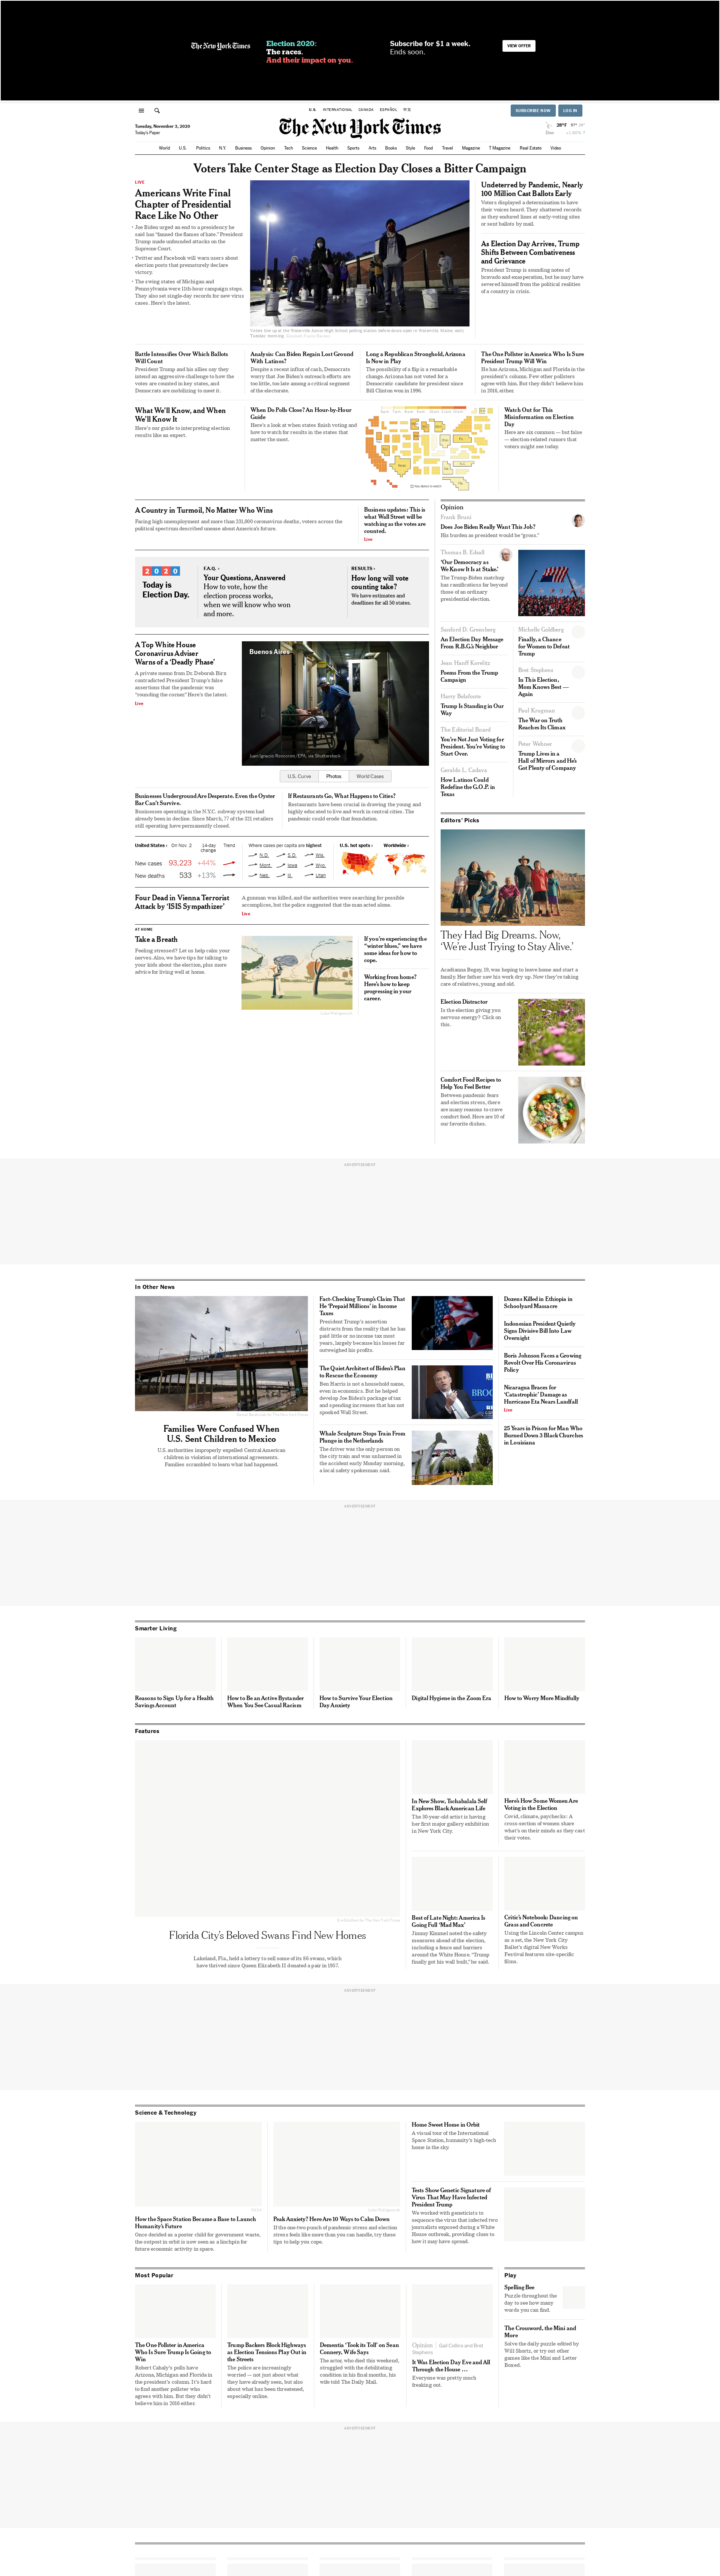 The New York Times
Election 2020:
The races.
And their impact on you.
Subscribe for $1 a week.
Ends soon.
VIEW OFFER
U.S.
INTERNATIONAL
CANADA
ESPAÑOL
中文
SUBSCRIBE NOW
LOG IN
Tuesday, November 3, 2020
Today's Paper
The New York Times
Dow
World
U.S.
Politics
N.Y.
Business
Opinion
Tech
Science
Health
Sports
Arts
Books
Style
Food
Travel
Magazine
T Magazine
Real Estate
Video
Voters Take Center Stage as Election Day Closes a Bitter Campaign
LIVE
Americans Write Final
Chapter of Presidential
Race Like No Other
• Joe Biden urged an end to a presidency he
said has “fanned the flames of hate.” President
Trump made unfounded attacks on the
Supreme Court.
• Twitter and Facebook will warn users about
election posts that prematurely declare
victory.
• The swing states of Michigan and
Pennsylvania were 11th-hour campaign stops.
They also set single-day records for new virus
cases. Here's the latest.
Undeterred by Pandemic, Nearly
100 Million Cast Ballots Early
Voters displayed a determination to have
their voices heard. They shattered records
as they endured lines at early-voting sites
or sent ballots by mail.
As Election Day Arrives, Trump
Shifts Between Combativeness
and Grievance
President Trump is sounding notes of
bravado and exasperation, but he may have
severed himself from the political realities
of a country in crisis.
Battle Intensifies Over Which Ballots
Will Count
President Trump and his allies say they
intend an aggressive challenge to how the
votes are counted in key states, and
Democrats are mobilizing to meet it.
Analysis: Can Biden Regain Lost Ground
With Latinos?
Despite a recent influx of cash, Democrats
worry that Joe Biden's outreach efforts are
too little, too late among a critical segment
of the electorate.
Long a Republican Stronghold, Arizona
Is Now in Play
The possibility of a flip is a remarkable
change. Arizona has not voted for a
Democratic candidate for president since
Bill Clinton won in 1996.
The One Pollster in America Who Is Sure
President Trump Will Win
He has Arizona, Michigan and Florida in the
president's column. Few other pollsters
agree with him. But they didn't believe him
in 2016, either.
What We'll Know, and When
We'll Know It
Here's our guide to interpreting election
results like an expert.
When Do Polls Close? An Hour-by-Hour
Guide
Here's a look at when states finish voting and
how to watch for results in the states that
matter the most.
Watch Out for This
Misinformation on Election
Day
Here are six common — but false
— election-related rumors that
voters might see today.
A Country in Turmoil, No Matter Who Wins
Facing high unemployment and more than 231,000 coronavirus deaths, voters across the
political spectrum described unease about America's future.
Business updates: This is
what Wall Street will be
watching as the votes are
counted.
Live
2020
Today is
Election Day.
F.A.Q. ›
Your Questions, Answered
How to vote, how the
election process works,
when we will know who won
and more.
RESULTS ›
How long will vote
counting take?
We have estimates and
deadlines for all 50 states.
A Top White House
Coronavirus Adviser
Warns of a ‘Deadly Phase’
A private memo from Dr. Deborah Birx
contradicted President Trump's false
assertions that the pandemic was
“rounding the corner.” Here's the latest.
Live
Buenos Aires
Juan Ignacio Roncoroni/EPA, via Shutterstock
U.S. Curve
Photos
World Cases
Businesses Underground Are Desperate. Even the Oyster
Bar Can't Survive.
Businesses operating in the N.Y.C. subway system had
already been in decline. Since March, 77 of the 321 retailers
still operating have permanently closed.
If Restaurants Go, What Happens to Cities?
Restaurants have been crucial in drawing the young and
highly educated to live and work in central cities. The
pandemic could erode that foundation.
United States ›
On Nov. 2
14-day
change
Trend
New cases
93,223
+44%
New deaths
533
+13%
Where cases per capita are highest
N.D.
S.D.
Wis.
Mont.
Iowa
Wyo.
Neb.
Ill.
Utah
U.S. hot spots ›
Worldwide ›
Four Dead in Vienna Terrorist
Attack by ‘ISIS Sympathizer’
A gunman was killed, and the authorities were searching for possible
accomplices, but the police suggested that the man acted alone.
Live
AT HOME
Take a Breath
Feeling stressed? Let us help calm your
nerves. Also, we have tips for talking to
your kids about the election, plus more
advice for living well at home.
If you're experiencing the
“winter blues,” we have
some ideas for how to
cope.
Working from home?
Here's how to keep
progressing in your
career.
Opinion
Frank Bruni
Does Joe Biden Really Want This Job?
His burden as president would be “gross.”
Thomas B. Edsall
‘Our Democracy as
We Know It Is at Stake.’
The Trump-Biden matchup
has ramifications far beyond
those of an ordinary
presidential election.
Sanford D. Greenberg
An Election Day Message
From R.B.G.'s Neighbor
Jean Hanff Korelitz
Poems From the Trump
Campaign
Harry Belafonte
Trump Is Standing in Our
Way
The Editorial Board
You're Not Just Voting for
President. You're Voting to
Start Over.
Geraldo L. Cadava
How Latinos Could
Redefine the G.O.P. in
Texas
Michelle Goldberg
Finally, a Chance
for Women to Defeat
Trump
Bret Stephens
In This Election,
Mom Knows Best —
Again
Paul Krugman
The War on Truth
Reaches Its Climax
Peter Wehner
Trump Lives in a
Hall of Mirrors and He's
Got Plenty of Company
Editors' Picks
They Had Big Dreams. Now,
‘We're Just Trying to Stay Alive.’
Acadianna Begay, 19, was hoping to leave home and start a
family. Her father saw his work dry up. Now they're taking
care of relatives, young and old.
Election Distractor
Is the election giving you
nervous energy? Click on
this.
Comfort Food Recipes to
Help You Feel Better
Between pandemic fears
and election stress, there
are many reasons to crave
comfort food. Here are 10 of
our favorite dishes.
ADVERTISEMENT
In Other News
Families Were Confused When
U.S. Sent Children to Mexico
U.S. authorities improperly expelled Central American
children in violation of international agreements.
Families scrambled to learn what had happened.
Fact-Checking Trump's Claim That
He ‘Prepaid Millions’ in Income
Taxes
President Trump's assertion
distracts from the reality that he has
paid little or no income tax most
years, largely because his losses far
outweighed his profits.
The Quiet Architect of Biden's Plan
to Rescue the Economy
Ben Harris is not a household name,
even in economics. But he helped
develop Joe Biden's package of tax
and spending increases that has not
spooked Wall Street.
Whale Sculpture Stops Train From
Plunge in the Netherlands
The driver was the only person on
the city train and was unharmed in
the accident early Monday morning,
a local safety spokesman said.
Dozens Killed in Ethiopia in
Schoolyard Massacre
Indonesian President Quietly
Signs Divisive Bill Into Law
Overnight
Boris Johnson Faces a Growing
Revolt Over His Coronavirus
Policy
Nicaragua Braces for
‘Catastrophic’ Damage as
Hurricane Eta Nears Landfall
Live
25 Years in Prison for Man Who
Burned Down 3 Black Churches
in Louisiana
ADVERTISEMENT
Smarter Living
Reasons to Sign Up for a Health
Savings Account
How to Be an Active Bystander
When You See Casual Racism
How to Survive Your Election
Day Anxiety
Digital Hygiene in the Zoom Era
How to Worry More Mindfully
Features
Florida City's Beloved Swans Find New Homes
Lakeland, Fla., held a lottery to sell some of its 86 swans, which
have thrived since Queen Elizabeth II donated a pair in 1957.
In New Show, Tschabalala Self
Explores Black American Life
The 30-year-old artist is having
her first major gallery exhibition
in New York City.
Here's How Some Women Are
Voting in the Election
Covid, climate, paychecks: A
cross-section of women share
what's on their minds as they cast
their votes.
Best of Late Night: America Is
Going Full ‘Mad Max’
Jimmy Kimmel noted the safety
measures ahead of the election,
including a fence and barriers
around the White House. “Trump
finally got his wall built,” he said.
Critic's Notebook: Dancing on
Grass and Concrete
Using the Lincoln Center campus
as a set, the New York City
Ballet's digital New Works
Festival features site-specific
films.
ADVERTISEMENT
Science & Technology
How the Space Station Became a Base to Launch
Humanity's Future
Once derided as a poster child for government waste,
the outpost in orbit is now seen as a linchpin for
future economic activity in space.
Peak Anxiety? Here Are 10 Ways to Calm Down
If the one-two punch of pandemic stress and election
stress feels like more than you can handle, try these
tips to help you cope.
Home Sweet Home in Orbit
A visual tour of the International
Space Station, humanity's high-tech
home in the sky.
Tests Show Genetic Signature of
Virus That May Have Infected
President Trump
We worked with geneticists to
sequence the virus that infected two
journalists exposed during a White
House outbreak, providing clues to
how it may have spread.
Most Popular
The One Pollster in America
Who Is Sure Trump Is Going to
Win
Robert Cahaly's polls have
Arizona, Michigan and Florida in
the president's column. It's hard
to find another pollster who
agrees with him. But they didn't
believe him in 2016 either.
Trump Backers Block Highways
as Election Tensions Play Out in
the Streets
The police are increasingly
worried — not just about what
they have already seen, but also
about what has been threatened,
especially online.
Dementia ‘Took its Toll’ on Sean
Connery, Wife Says
The actor, who died this weekend,
struggled with the debilitating
condition in his final months, his
wife told The Daily Mail.
Opinion
Gail Collins and Bret
Stephens
It Was Election Day Eve and All
Through the House …
Everyone was pretty much
freaking out.
Play
Spelling Bee
Puzzle throughout the
day to see how many
words you can find.
The Crossword, the Mini and
More
Solve the daily puzzle edited by
Will Shortz, or try out other
games like the Mini and Letter
Boxed.
ADVERTISEMENT